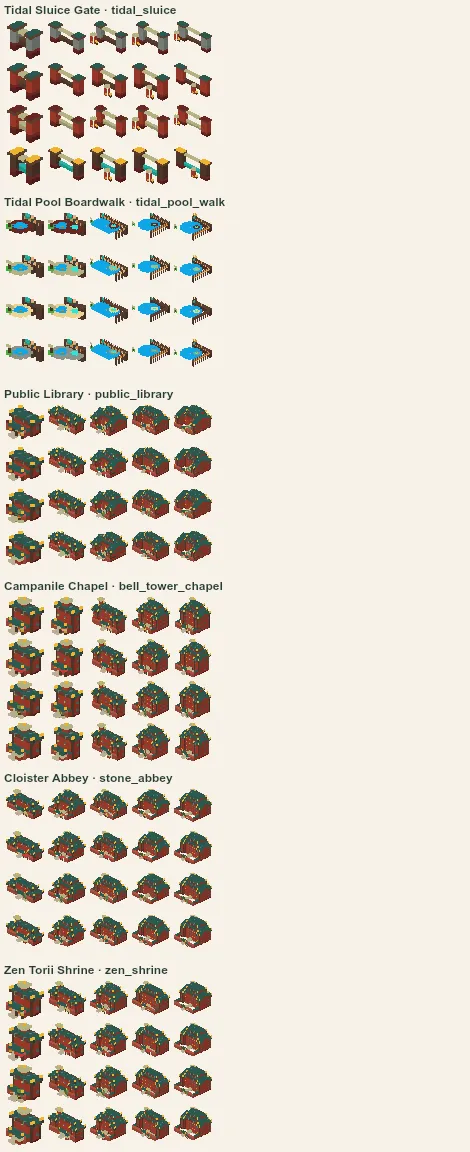 Tidal Sluice Gate · tidal_sluice
Tidal Pool Boardwalk · tidal_pool_walk
Public Library · public_library
Campanile Chapel · bell_tower_chapel
Cloister Abbey · stone_abbey
Zen Torii Shrine · zen_shrine